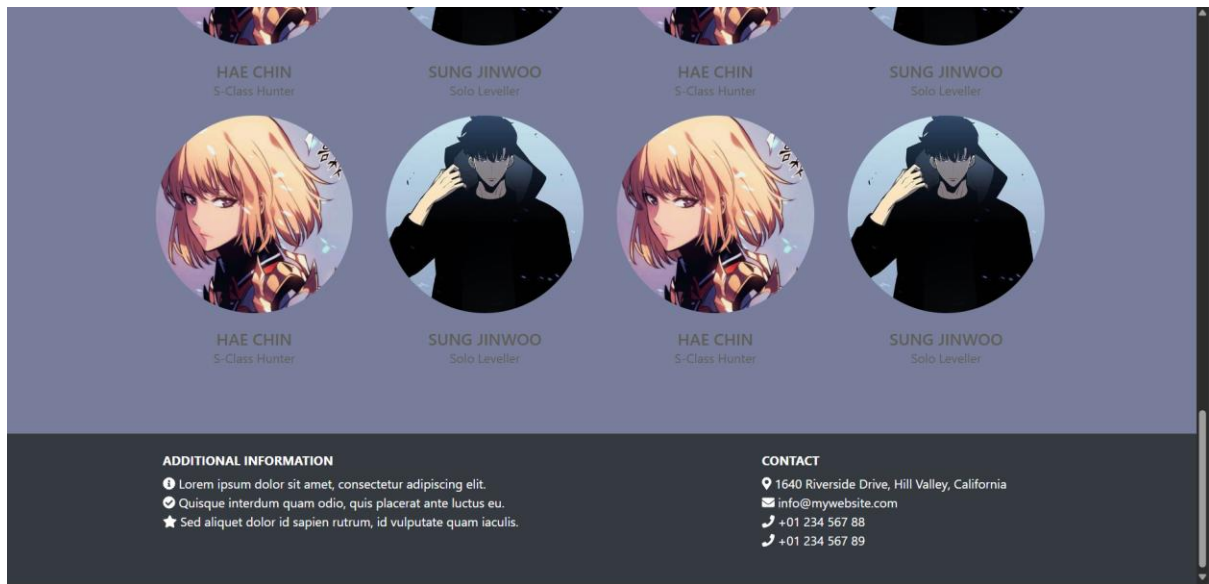 HAE CHIN
S-Class Hunter
SUNG JINWOO
Solo Leveller
HAE CHIN
S-Class Hunter
SUNG JINWOO
Solo Leveller
HAE CHIN
S-Class Hunter
SUNG JINWOO
Solo Leveller
HAE CHIN
S-Class Hunter
SUNG JINWOO
Solo Leveller
ADDITIONAL INFORMATION
Lorem ipsum dolor sit amet, consectetur adipiscing elit.
Quisque interdum quam odio, quis placerat ante luctus eu.
Sed aliquet dolor id sapien rutrum, id vulputate quam iaculis.
CONTACT
1640 Riverside Drive, Hill Valley, California
info@mywebsite.com
+01 234 567 88
+01 234 567 89